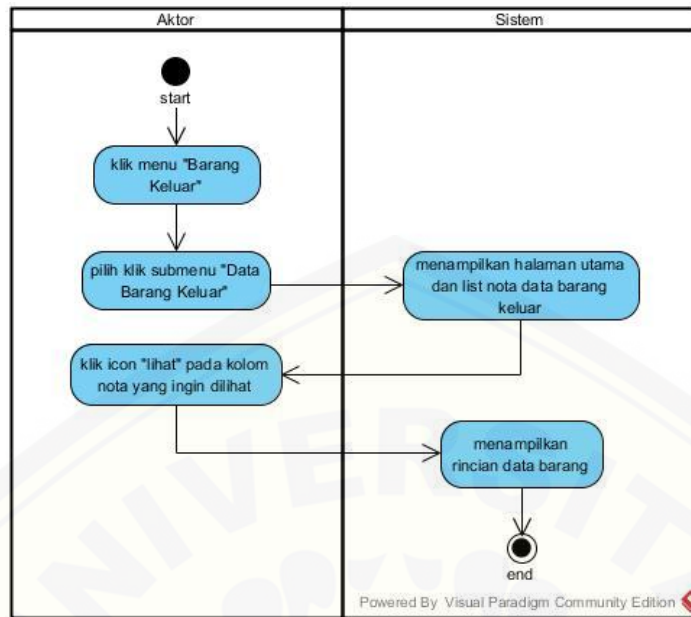 Aktor
Sistem
start
klik menu "Barang
Keluar"
pilih klik submenu "Data
Barang Keluar"
menampilkan halaman utama
dan list nota data barang
keluar
klik icon "lihat" pada kolom
nota yang ingin dilihat
menampilkan
rincian data barang
end
Powered By Visual Paradigm Community Edition
NIVERSIT